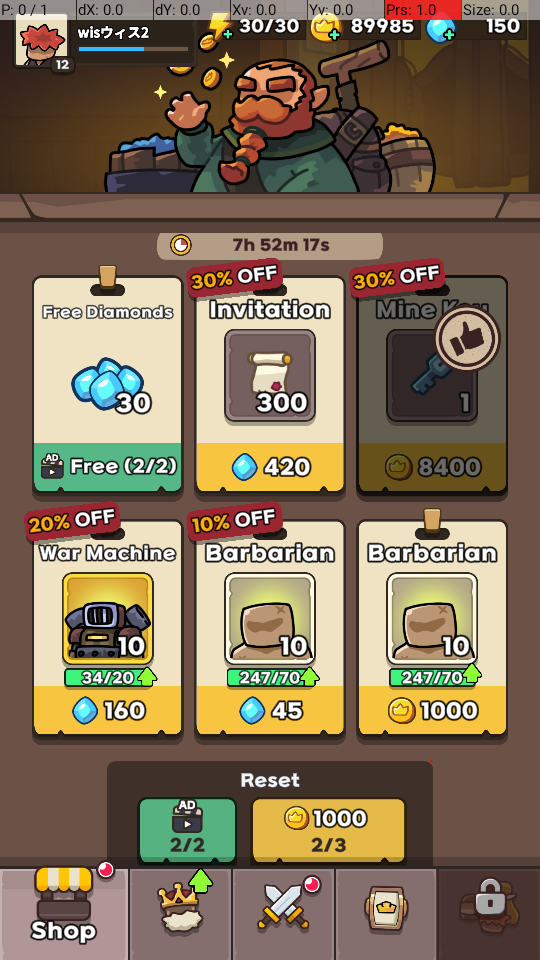 P: 0 / 1 dX: 0.0 dY: 0.0 Xv: 0.0 Yv: 0.0 Prs: 1.0 Size: 0.0
wisウィス2
30/30
89985
150
12
7h 52m 17s
Free Diamonds
30
AD
Free (2/2)
30% OFF
Invitation
300
420
30% OFF
Mine Key
1
8400
20% OFF
War Machine
10
34/20
160
10% OFF
Barbarian
10
247/70
45
Barbarian
10
247/70
1000
Reset
AD
2/2
1000
2/3
Shop